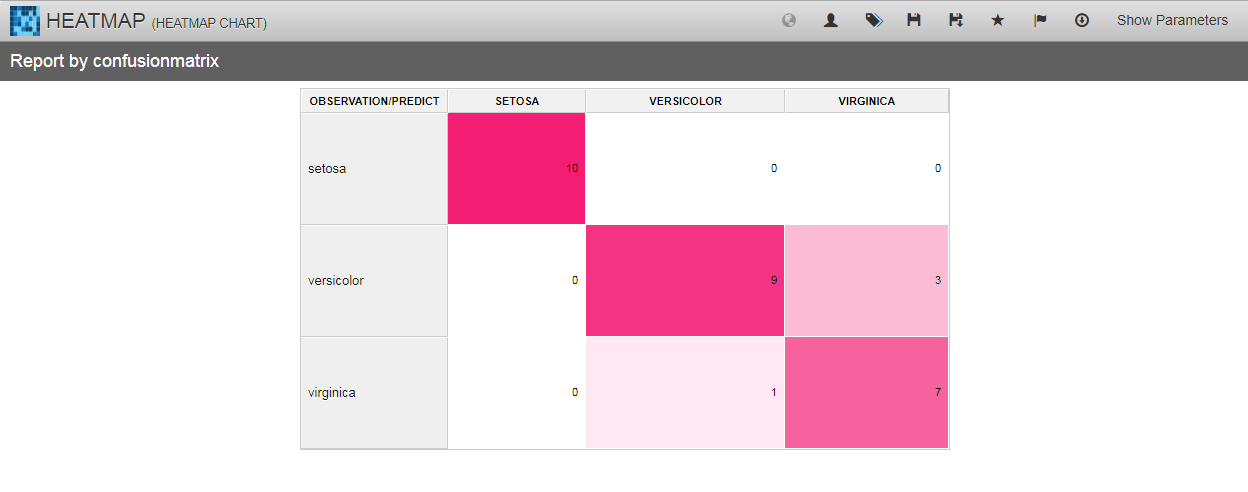 HEATMAP (HEATMAP CHART) Show Parameters
Report by confusionmatrix
OBSERVATION/PREDICT SETOSA VERSICOLOR VIRGINICA
setosa 10 0 0
versicolor 0 9 3
virginica 0 1 7